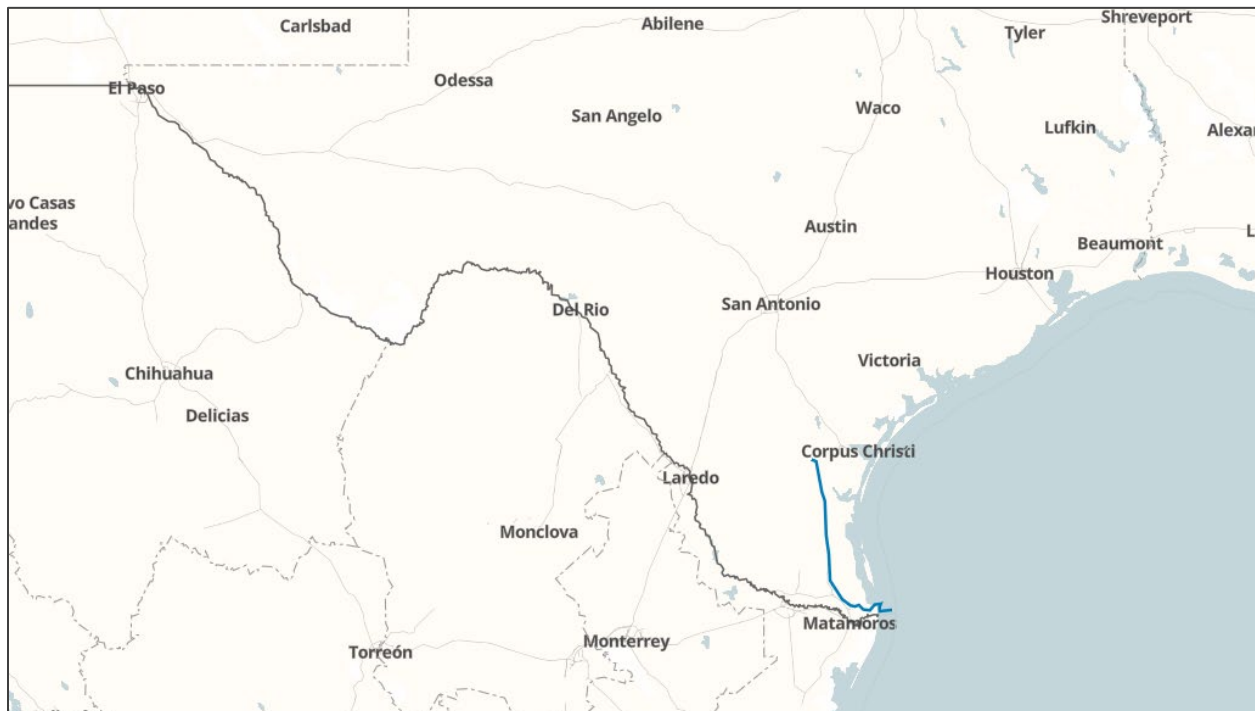 Carlsbad
Abilene
Tyler
Shreveport
El Paso
Odessa
San Angelo
Waco
Lufkin
Alexan
vo Casas
andes
Austin
Beaumont
L
Houston
Del Rio
San Antonio
Victoria
Chihuahua
Delicias
Corpus Christi
Laredo
Monclova
Matamoros
Monterrey
Torreón